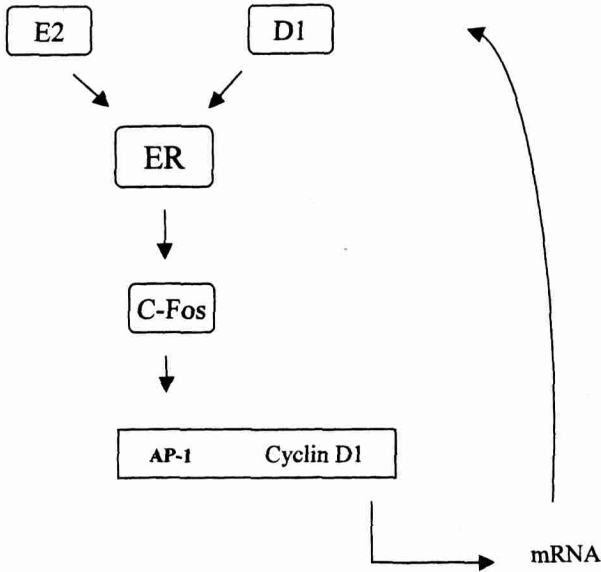 E2
D1
ER
C-Fos
AP-1 Cyclin D1
mRNA